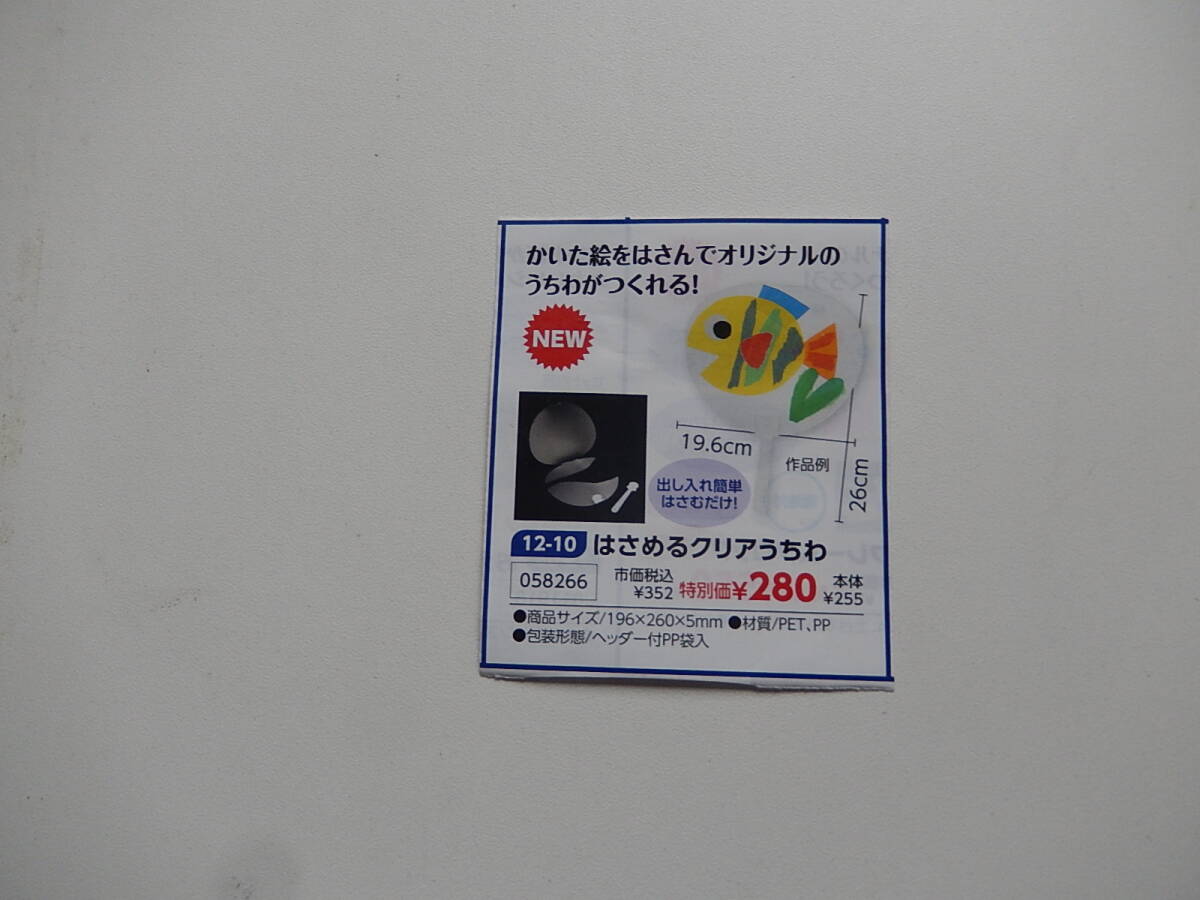 かいた絵をはさんでオリジナルの
うちわがつくれる!
NEW
19.6cm
作品例
26cm
出し入れ簡単
はさむだけ!
12-10 はさめるクリアうちわ
058266 市価税込 ¥352 特別価¥280 本体 ¥255
●商品サイズ/196×260×5mm ●材質/PET、PP
●包装形態/ヘッダー付PP袋入